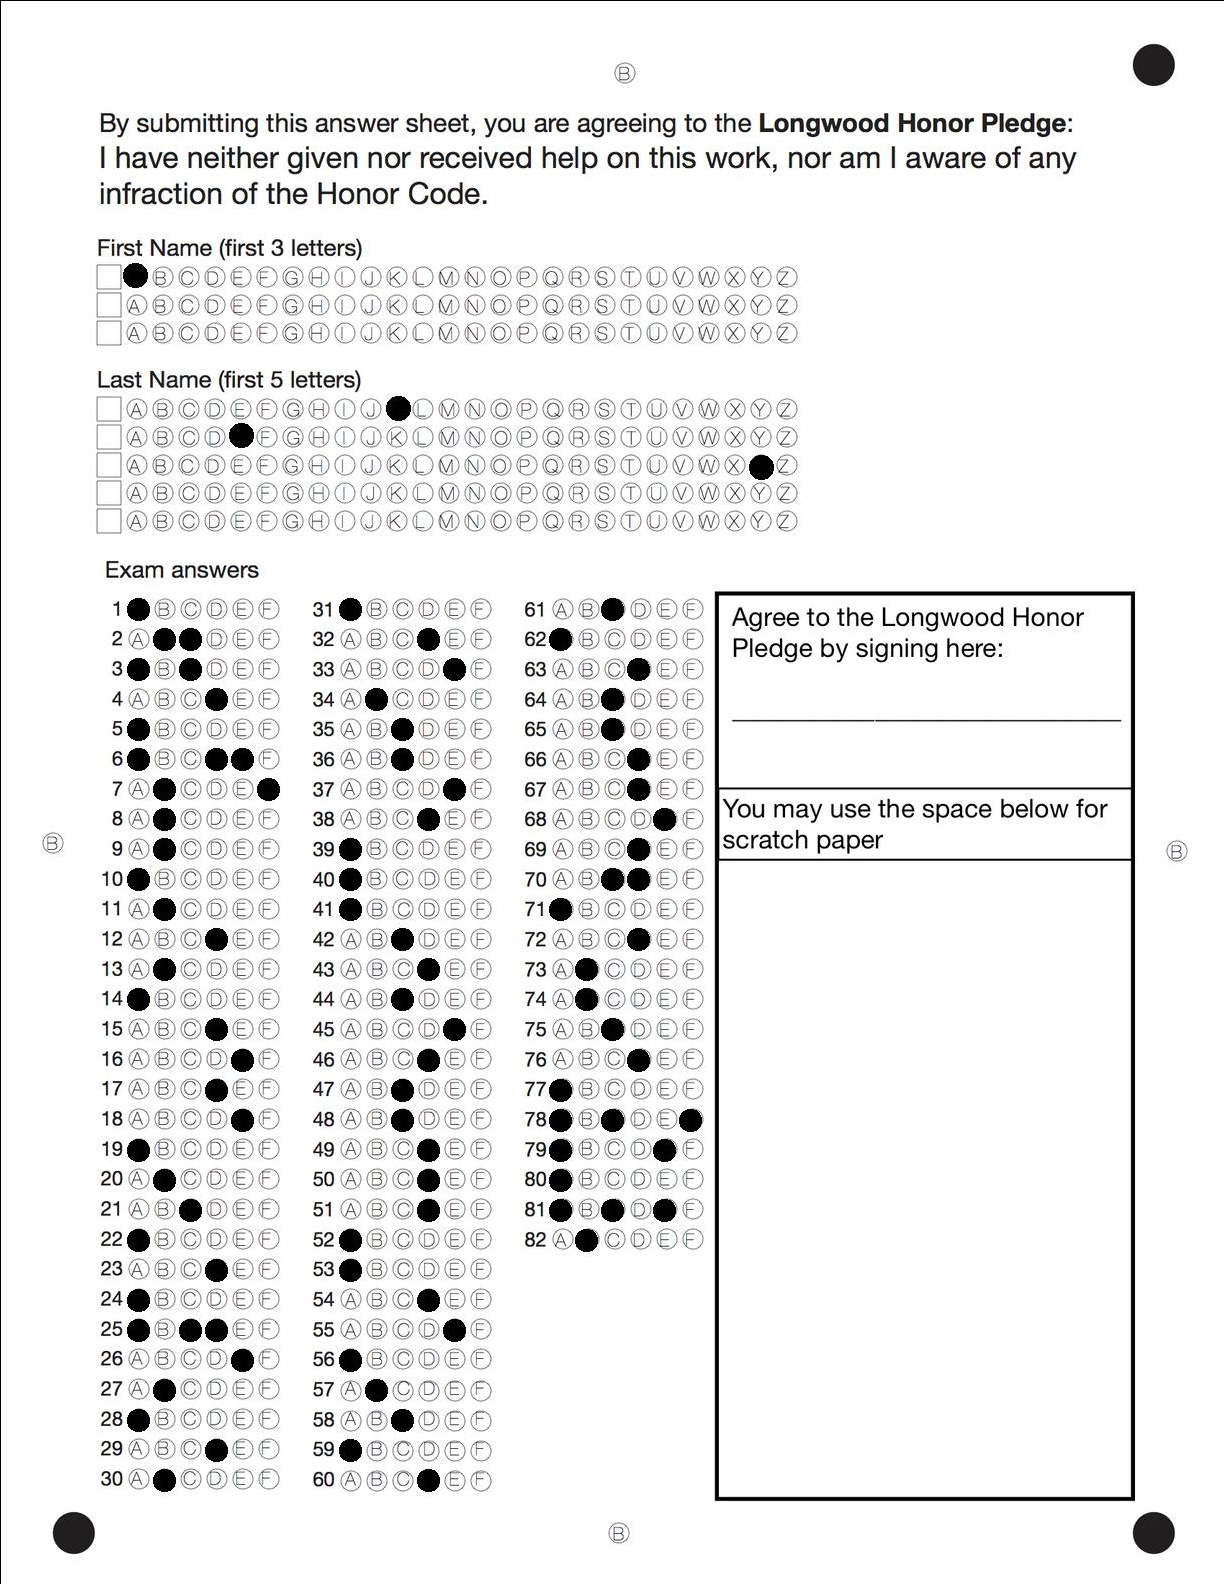 Ⓑ
By submitting this answer sheet, you are agreeing to the Longwood Honor Pledge:
I have neither given nor received help on this work, nor am I aware of any
infraction of the Honor Code.
First Name (first 3 letters)
B C D E F G H I J K L M N O P Q R S T U V W X Y Z
A B C D E F G H I J K L M N O P Q R S T U V W X Y Z
A B C D E F G H I J K L M N O P Q R S T U V W X Y Z
Last Name (first 5 letters)
A B C D E F G H I J L M N O P Q R S T U V W X Y Z
A B C D F G H I J K L M N O P Q R S T U V W X Y Z
A B C D E F G H I J K L M N O P Q R S T U V W X Z
A B C D E F G H I J K L M N O P Q R S T U V W X Y Z
A B C D E F G H I J K L M N O P Q R S T U V W X Y Z
Exam answers
1 B C D E F
2 A D E F
3 B D E F
4 A B C E F
5 B C D E F
6 B C F
7 A C D E
8 A C D E F
9 A C D E F
10 B C D E F
11 A C D E F
12 A B C E F
13 A C D E F
14 B C D E F
15 A B C E F
16 A B C D F
17 A B C E F
18 A B C D F
19 B C D E F
20 A C D E F
21 A B D E F
22 B C D E F
23 A B C E F
24 B C D E F
25 B E F
26 A B C D F
27 A C D E F
28 B C D E F
29 A B C E F
30 A C D E F
31 B C D E F
32 A B C E F
33 A B C D F
34 A C D E F
35 A B D E F
36 A B D E F
37 A B C D F
38 A B C E F
39 B C D E F
40 B C D E F
41 B C D E F
42 A B D E F
43 A B C E F
44 A B D E F
45 A B C D F
46 A B C E F
47 A B D E F
48 A B D E F
49 A B C E F
50 A B C E F
51 A B C E F
52 B C D E F
53 B C D E F
54 A B C E F
55 A B C D F
56 B C D E F
57 A C D E F
58 A B D E F
59 B C D E F
60 A B C E F
61 A B D E F
62 B C D E F
63 A B C E F
64 A B D E F
65 A B D E F
66 A B C E F
67 A B C E F
68 A B C D F
69 A B C E F
70 A B E F
71 B C D E F
72 A B C E F
73 A C D E F
74 A C D E F
75 A B D E F
76 A B C E F
77 B C D E F
78 B D E
79 B C D F
80 B C D E F
81 B D F
82 A C D E F
Agree to the Longwood Honor
Pledge by signing here:
You may use the space below for
scratch paper
Ⓑ
Ⓑ
Ⓑ